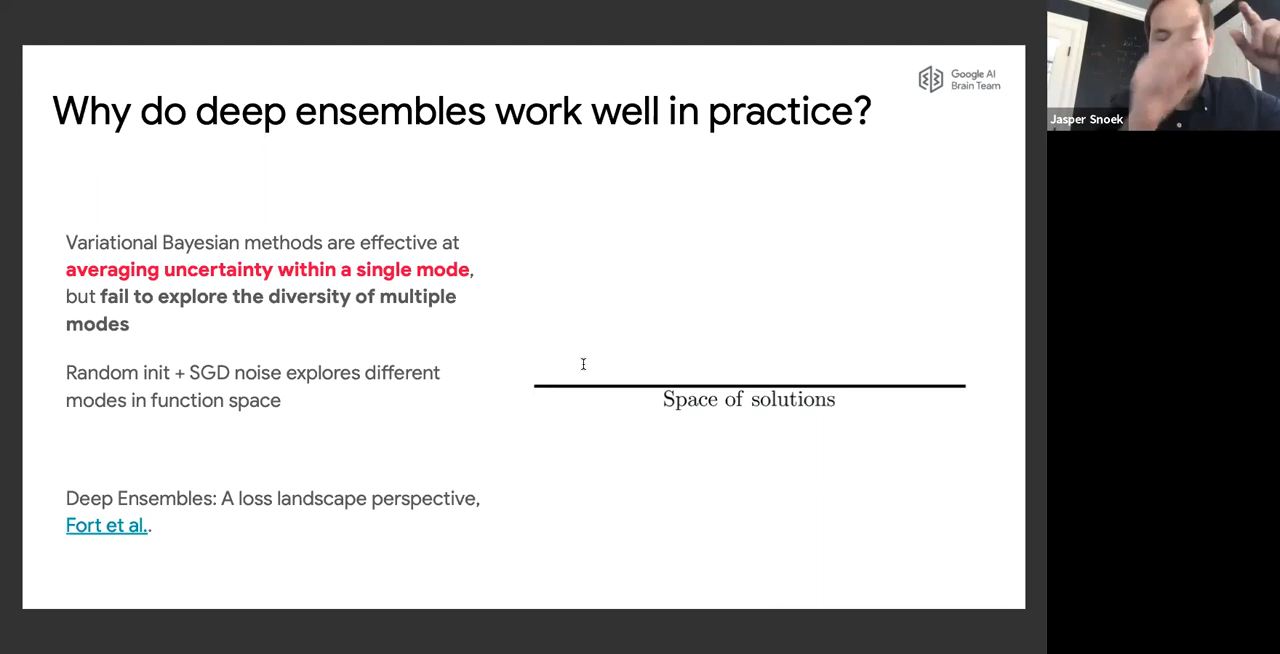 Google AI
Brain Team
Why do deep ensembles work well in practice?
Jasper Snoek
Variational Bayesian methods are effective at
averaging uncertainty within a single mode,
but fail to explore the diversity of multiple
modes
Random init + SGD noise explores different
modes in function space
Space of solutions
Deep Ensembles: A loss landscape perspective,
Fort et al..